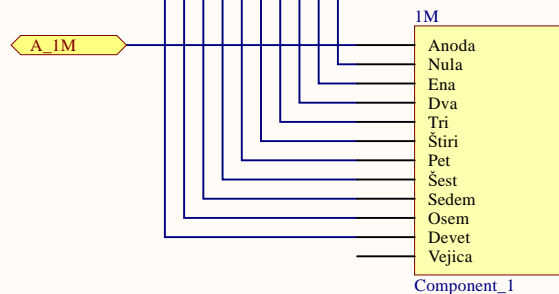 1M
A_1M
Anoda
Nula
Ena
Dva
Tri
Štiri
Pet
Šest
Sedem
Osem
Devet
Vejica
Component_1